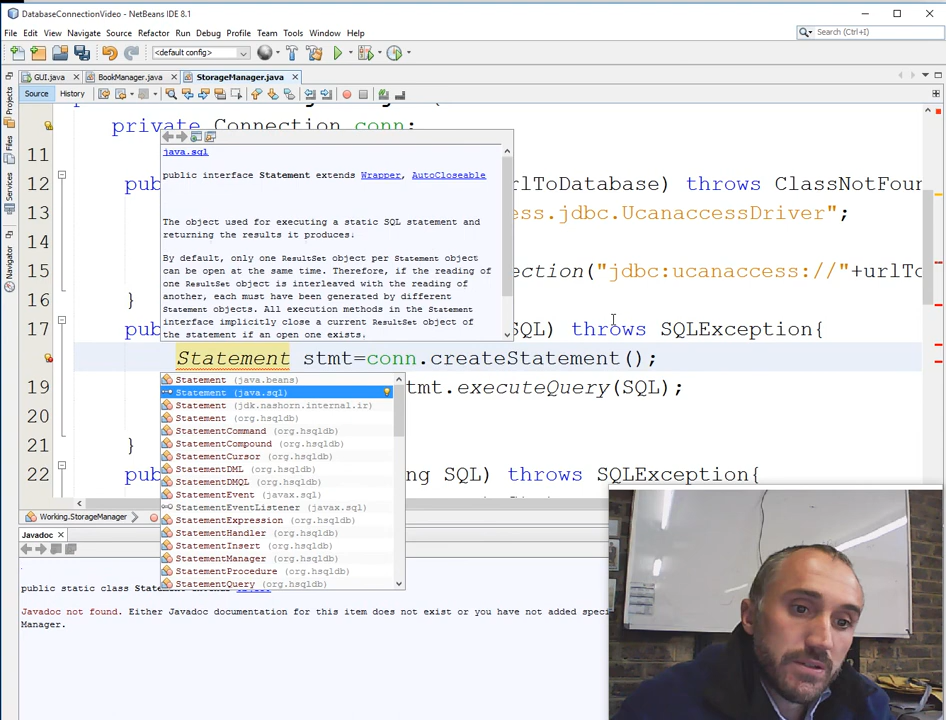 DatabaseConnectionVideo - NetBeans IDE 8.1
File Edit View Navigate Source Refactor Run Debug Profile Team Tools Window Help
<default config>
Search (Ctrl+I)
GUI.java BookManager.java StorageManager.java
Source History
private Connection conn;
11
12 pub rlToDatabase) throws ClassNotFoun
13 ess.jdbc.UcanaccessDriver";
14
15 ection("jdbc:ucanaccess://"+urlTo
16 }
17 pub SQL) throws SQLException{
Statement stmt=conn.createStatement();
19 tmt.executeQuery(SQL);
20
21 }
22 pub ng SQL) throws SQLException{
java.sql
public interface Statement extends Wrapper, AutoCloseable
The object used for executing a static SQL statement and
returning the results it produces.
By default, only one ResultSet object per Statement object
can be open at the same time. Therefore, if the reading of
one ResultSet object is interleaved with the reading of
another, each must have been generated by different
Statement objects. All execution methods in the Statement
interface implicitly close a current ResultSet object of
the statement if an open one exists.
Statement (java.beans)
Statement (java.sql)
Statement (jdk.nashorn.internal.ir)
Statement (org.hsqldb)
StatementCommand (org.hsqldb)
StatementCompound (org.hsqldb)
StatementCursor (org.hsqldb)
StatementDML (org.hsqldb)
StatementDMQL (org.hsqldb)
StatementEvent (javax.sql)
StatementEventListener (javax.sql)
StatementExpression (org.hsqldb)
StatementHandler (org.hsqldb)
StatementInsert (org.hsqldb)
StatementManager (org.hsqldb)
StatementProcedure (org.hsqldb)
StatementQuery (org.hsqldb)
Projects
Files
Services
Navigator
Working.StorageManager
Javadoc
public static class Statement extends
Javadoc not found. Either Javadoc documentation for this item does not exist or you have not added speci
Manager.